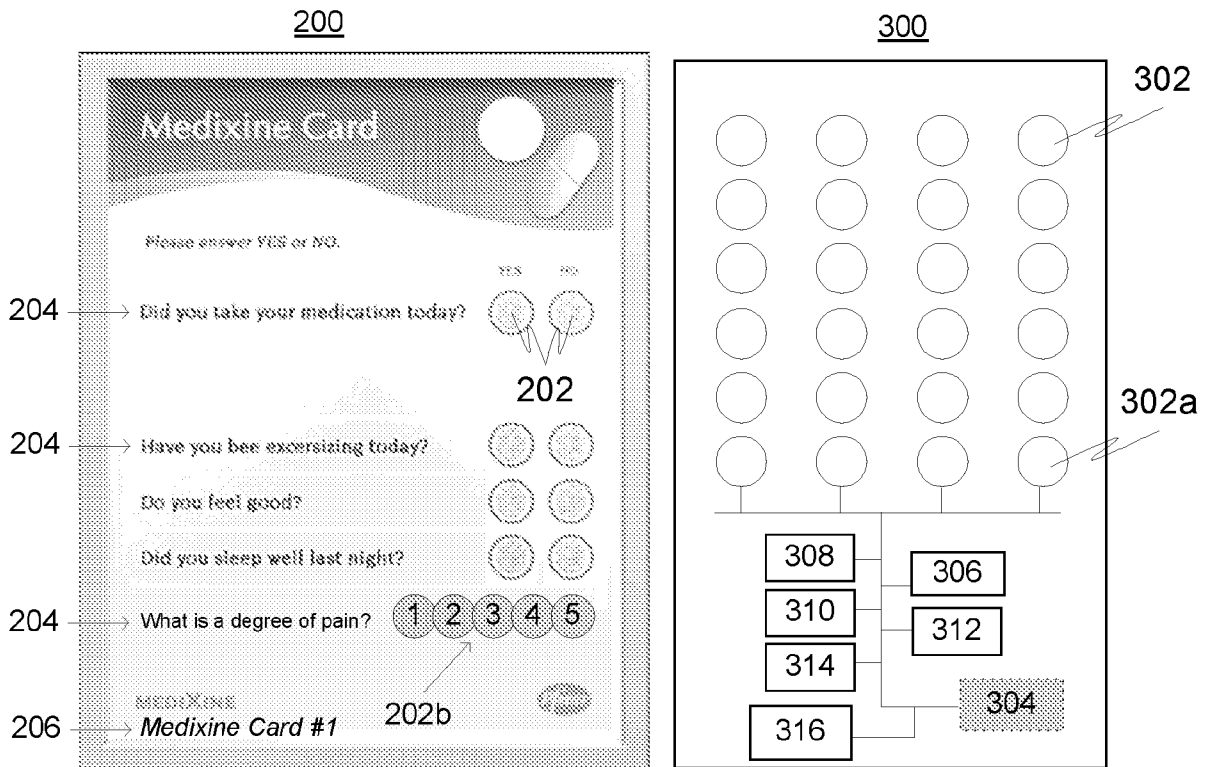 200
Medixine Card
Please answer YES or NO.
YES NO
204 Did you take your medication today?
202
204 Have you bee excersizing today?
Do you feel good?
Did you sleep well last night?
204 What is a degree of pain? 1 2 3 4 5
MEDIXINE
202b
206 Medixine Card #1
300
302
302a
308
306
310
312
314
304
316